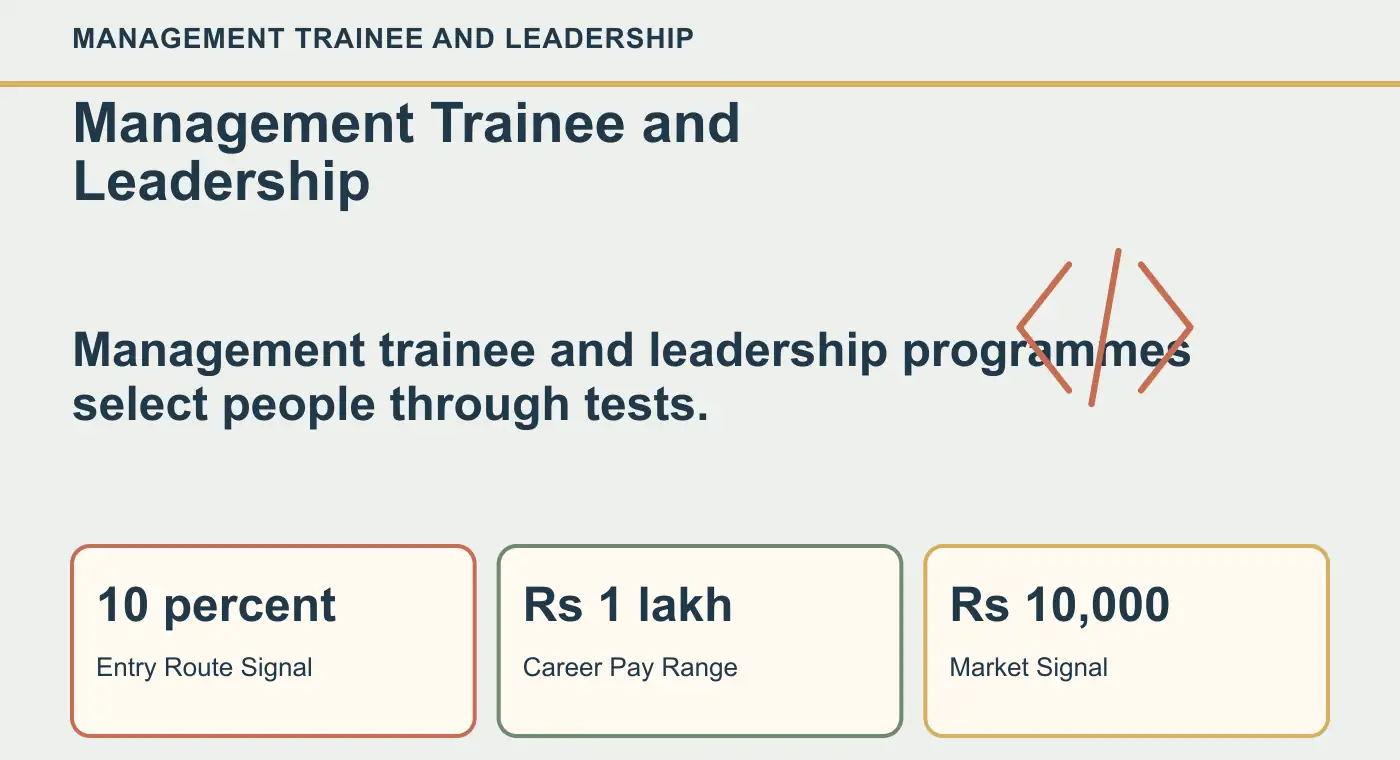 MANAGEMENT TRAINEE AND LEADERSHIP
Management Trainee and
Leadership
Management trainee and leadership programmes
select people through tests.
10 percent
Entry Route Signal
Rs 1 lakh
Career Pay Range
Rs 10,000
Market Signal